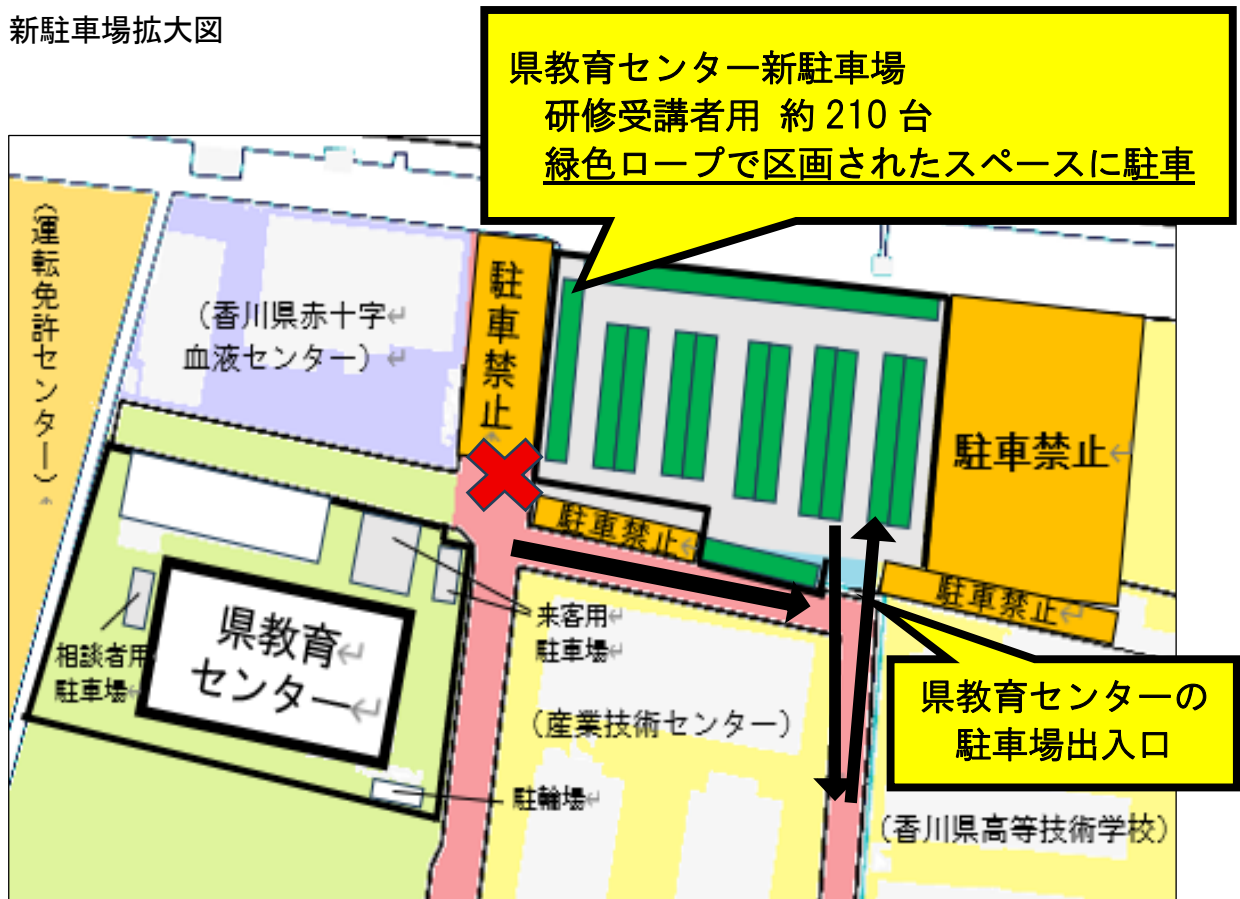 新駐車場拡大図
県教育センター新駐車場
研修受講者用 約210台
緑色ロープで区画されたスペースに駐車
(運転免許センター)
(香川県赤十字
血液センター)
駐車禁止
駐車禁止
駐車禁止
駐車禁止
県教育
センター
相談者用
駐車場
来客用
駐車場
(産業技術センター)
県教育センターの
駐車場出入口
駐輪場
(香川県高等技術学校)